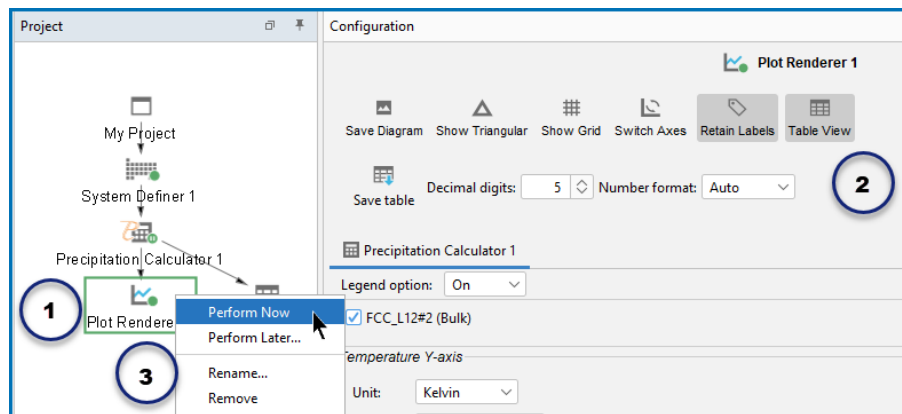 Project
My Project
System Definer 1
Precipitation Calculator 1
1
Plot Rendere
Perform Now
Perform Later...
3
Rename...
Remove
Configuration
Plot Renderer 1
Save Diagram Show Triangular Show Grid Switch Axes Retain Labels Table View
2
Save table Decimal digits: 5 Number format: Auto
Precipitation Calculator 1
Legend option: On
FCC_L12#2 (Bulk)
Temperature Y-axis
Unit: Kelvin